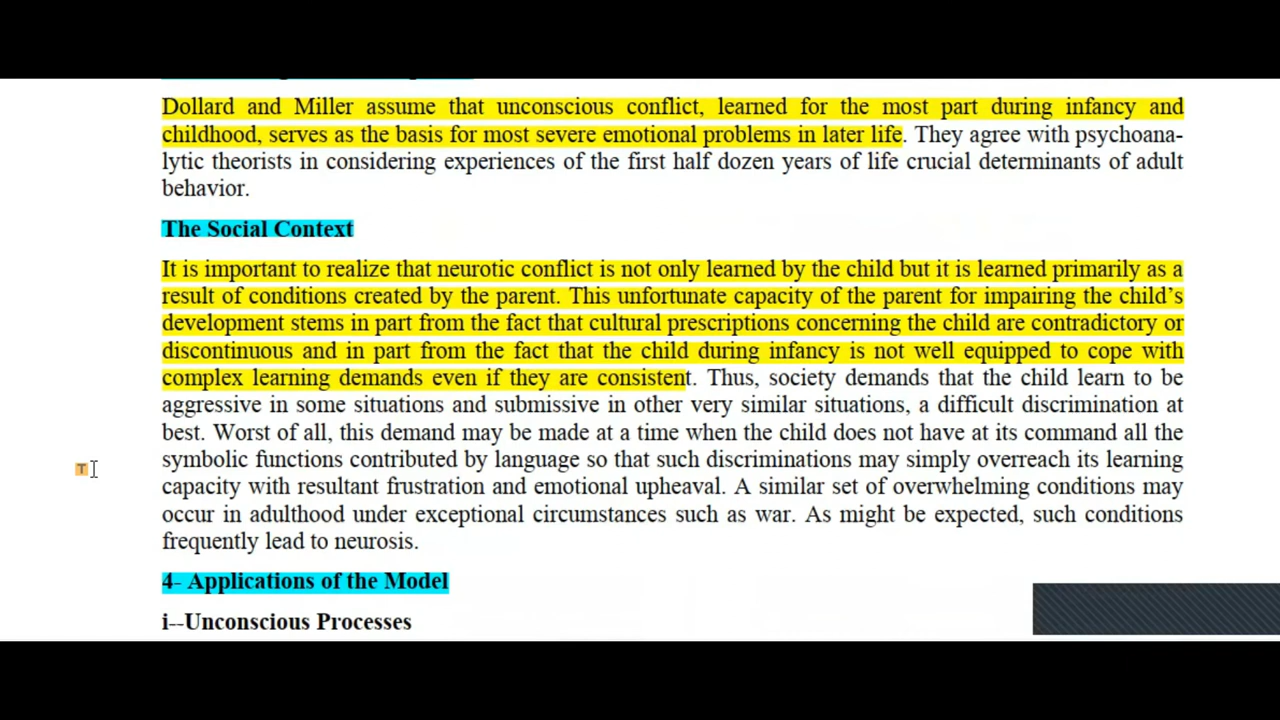 Dollard and Miller assume that unconscious conflict, learned for the most part during infancy and
childhood, serves as the basis for most severe emotional problems in later life. They agree with psychoana-
lytic theorists in considering experiences of the first half dozen years of life crucial determinants of adult
behavior.
The Social Context
It is important to realize that neurotic conflict is not only learned by the child but it is learned primarily as a
result of conditions created by the parent. This unfortunate capacity of the parent for impairing the child’s
development stems in part from the fact that cultural prescriptions concerning the child are contradictory or
discontinuous and in part from the fact that the child during infancy is not well equipped to cope with
complex learning demands even if they are consistent. Thus, society demands that the child learn to be
aggressive in some situations and submissive in other very similar situations, a difficult discrimination at
best. Worst of all, this demand may be made at a time when the child does not have at its command all the
symbolic functions contributed by language so that such discriminations may simply overreach its learning
capacity with resultant frustration and emotional upheaval. A similar set of overwhelming conditions may
occur in adulthood under exceptional circumstances such as war. As might be expected, such conditions
frequently lead to neurosis.
4- Applications of the Model
i--Unconscious Processes